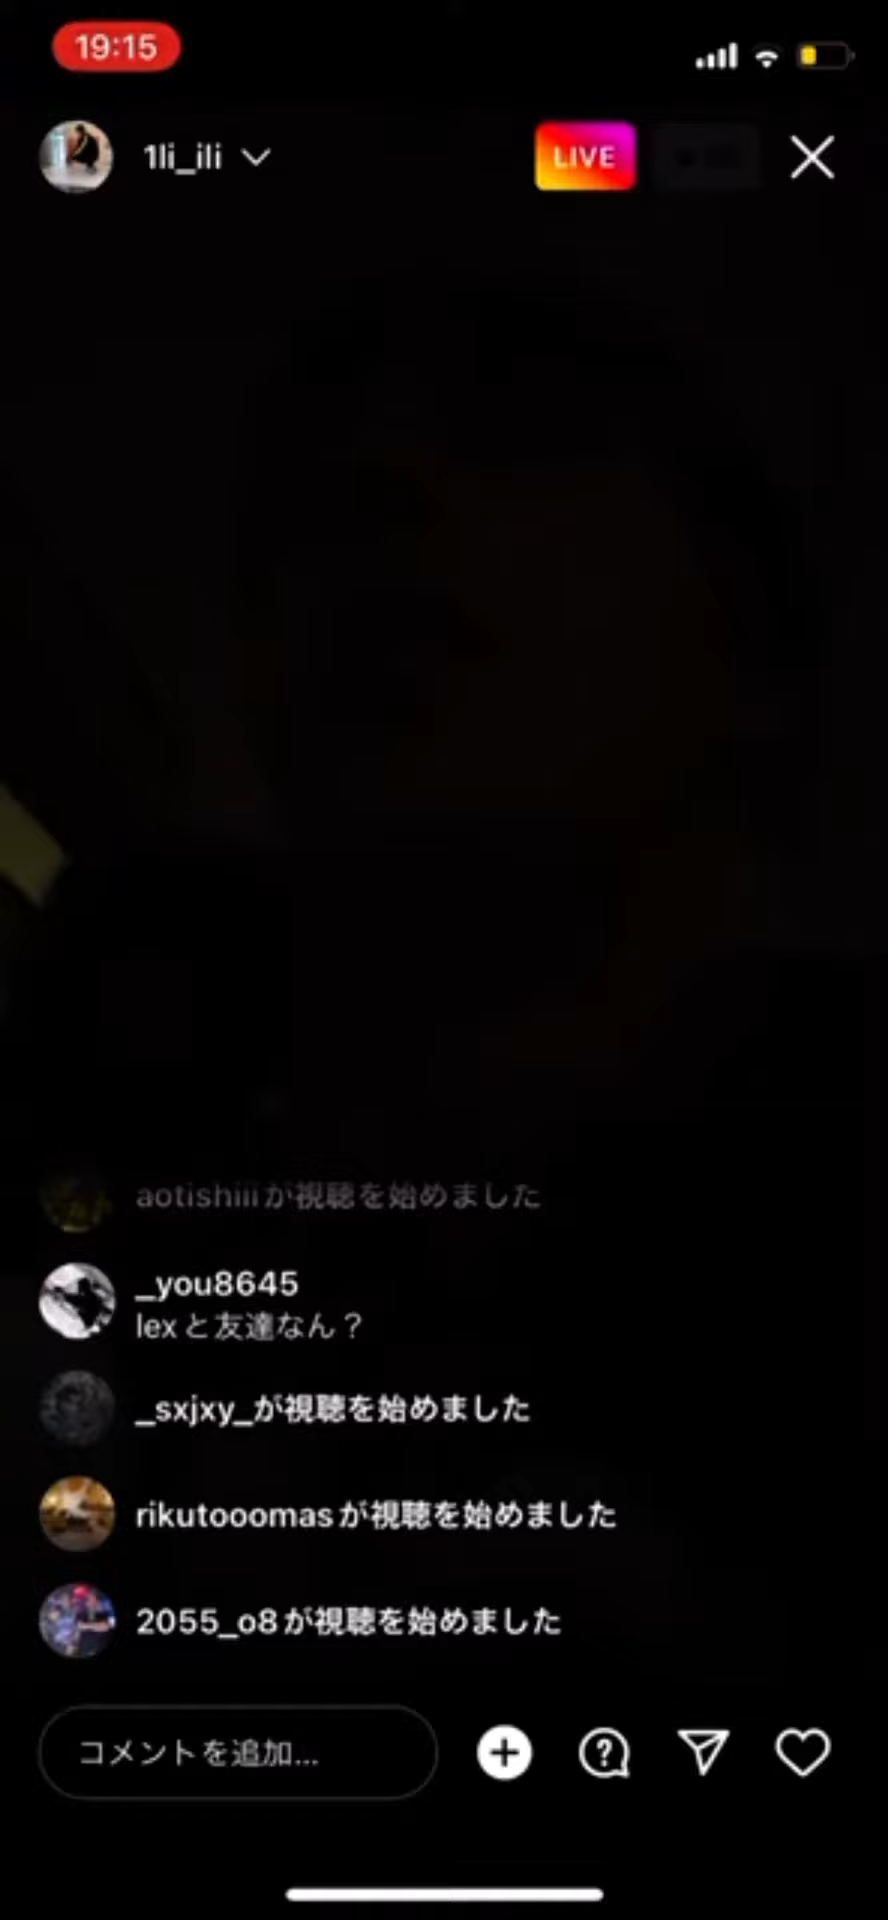 19:15
1li_ili
LIVE
aotishiiiが視聴を始めました
_you8645
lexと友達なん？
_sxjxy_が視聴を始めました
rikutooomasが視聴を始めました
2055_o8が視聴を始めました
コメントを追加...